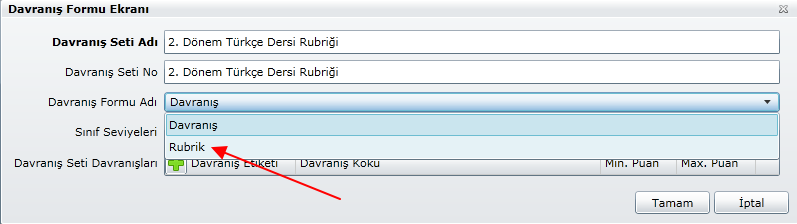 Davranış Formu Ekranı
Davranış Seti Adı 2. Dönem Türkçe Dersi Rubriği
Davranış Seti No 2. Dönem Türkçe Dersi Rubriği
Davranış Formu Adı Davranış
Davranış
Sınıf Seviyeleri
Rubrik
Davranış Seti Davranışları Davranış Etiketi Davranış Kökü Min. Puan Max. Puan
Tamam İptal